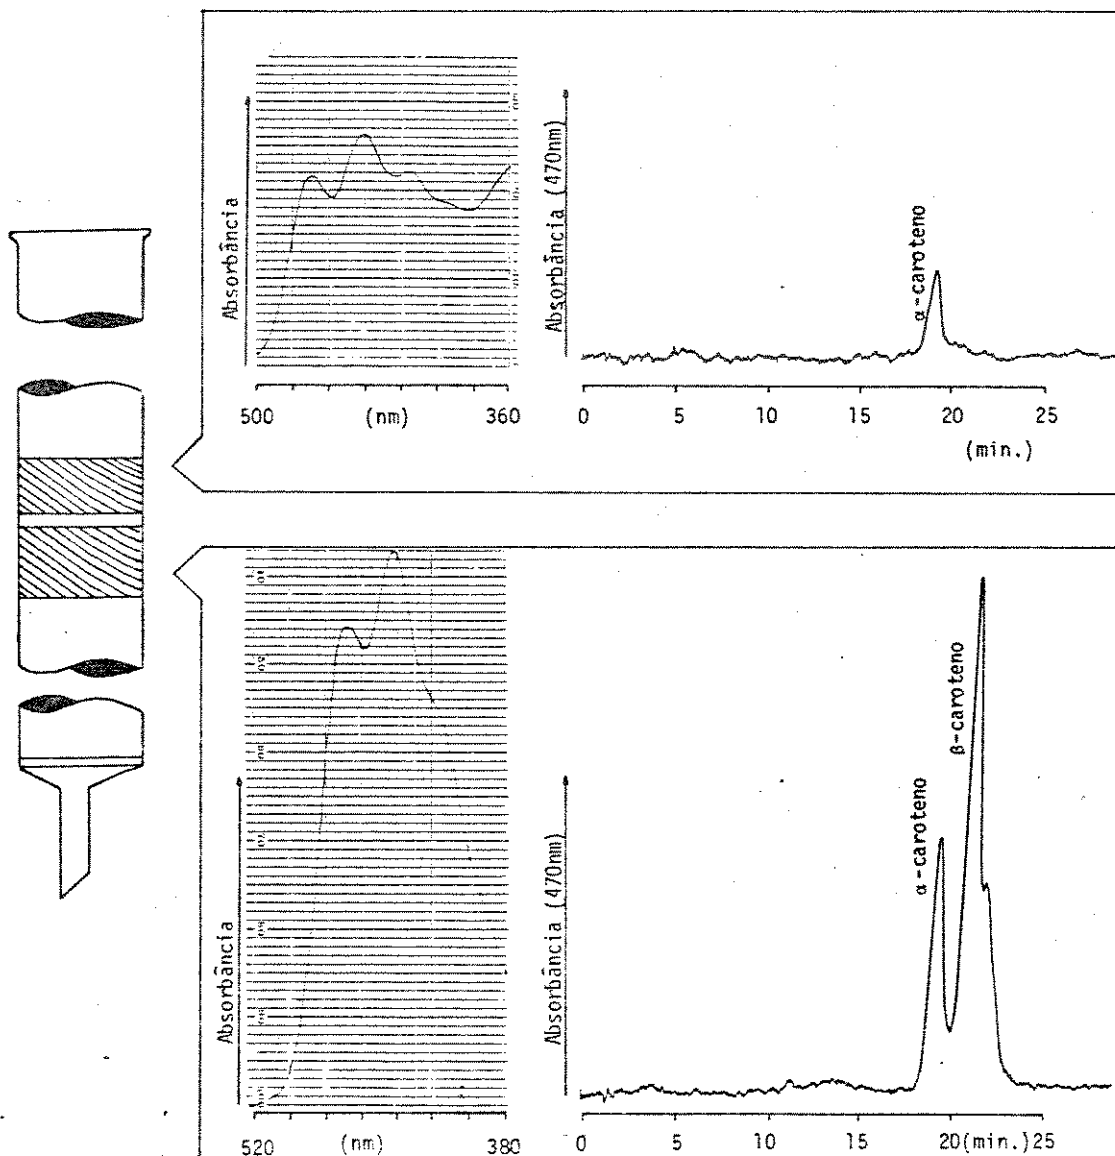 Absorbância
500 (nm) 360
Absorbância (470nm)
α-caroteno
0 5 10 15 20 25
(min.)
Absorbância
520 (nm) 380
Absorbância (470nm)
α-caroteno
β-caroteno
0 5 10 15 20(min.)25